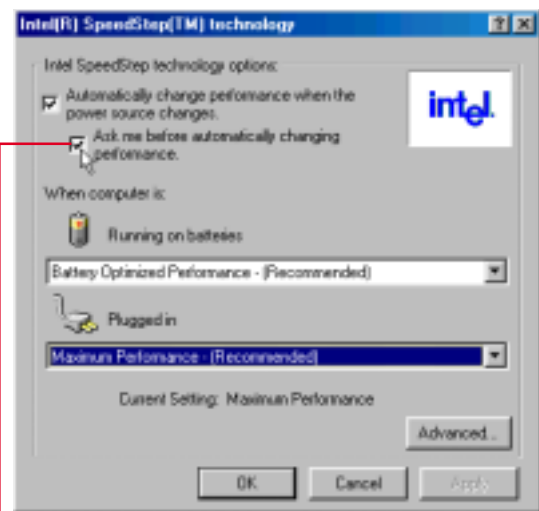 Intel(R) SpeedStep(TM) technology
Intel SpeedStep technology options:
Automatically change performance when the
power source changes.
Ask me before automatically changing
performance.
intel.
When computer is:
Running on batteries
Battery Optimized Performance - (Recommended)
Plugged in
Maximum Performance - (Recommended)
Current Setting: Maximum Performance
Advanced...
OK
Cancel
Apply